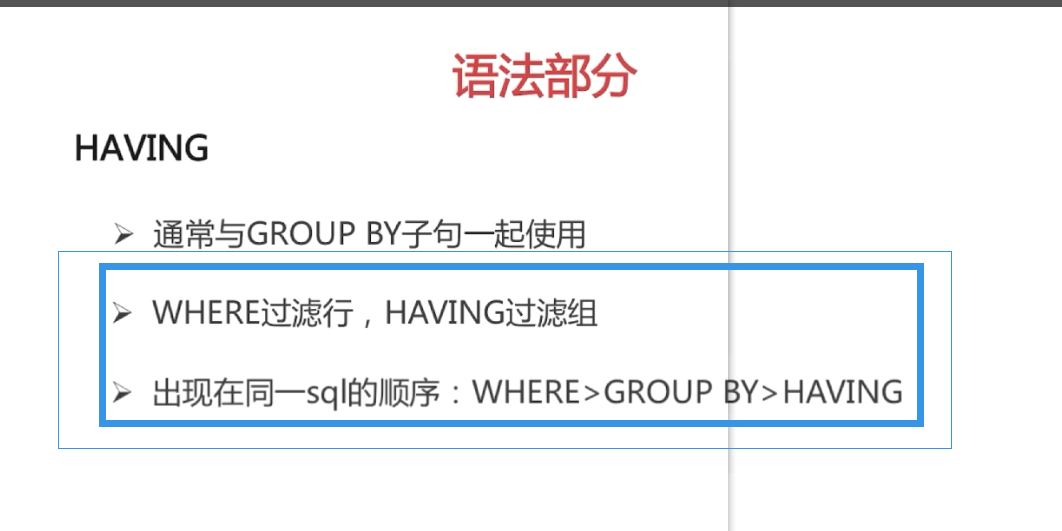 语法部分
HAVING
➢ 通常与GROUP BY子句一起使用
➢ WHERE过滤行，HAVING过滤组
➢ 出现在同一sql的顺序：WHERE>GROUP BY>HAVING